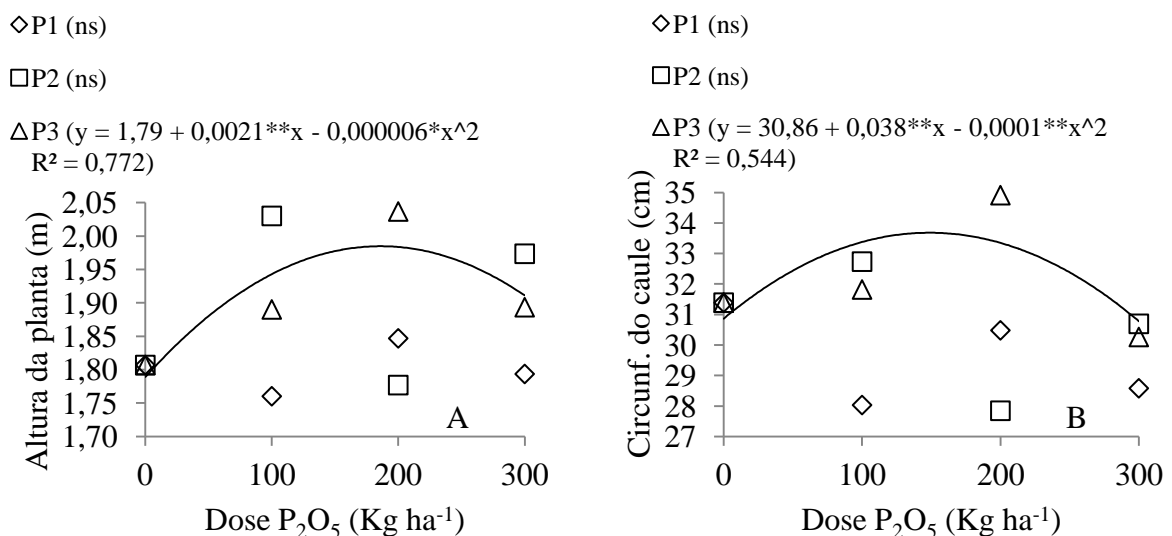 P1 (ns)
P2 (ns)
P3 (y = 1,79 + 0,0021**x - 0,000006*x^2
R² = 0,772)
Altura da planta (m)
2,05
2,00
1,95
1,90
1,85
1,80
1,75
1,70
A
0 100 200 300
Dose P₂O₅ (Kg ha⁻¹)
P1 (ns)
P2 (ns)
P3 (y = 30,86 + 0,038**x - 0,0001**x^2
R² = 0,544)
Circunf. do caule (cm)
35
34
33
32
31
30
29
28
27
B
0 100 200 300
Dose P₂O₅ (Kg ha⁻¹)